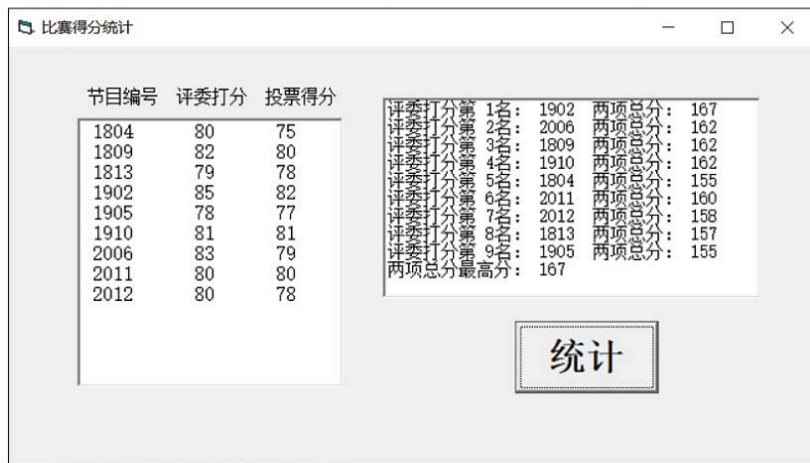 比赛得分统计
节目编号 评委打分 投票得分
1804 80 75
1809 82 80
1813 79 78
1902 85 82
1905 78 77
1910 81 81
2006 83 79
2011 80 80
2012 80 78
评委打分第 1名： 1902 两项总分： 167
评委打分第 2名： 2006 两项总分： 162
评委打分第 3名： 1809 两项总分： 162
评委打分第 4名： 1910 两项总分： 162
评委打分第 5名： 1804 两项总分： 155
评委打分第 6名： 2011 两项总分： 160
评委打分第 7名： 2012 两项总分： 158
评委打分第 8名： 1813 两项总分： 157
评委打分第 9名： 1905 两项总分： 155
两项总分最高分： 167
统计